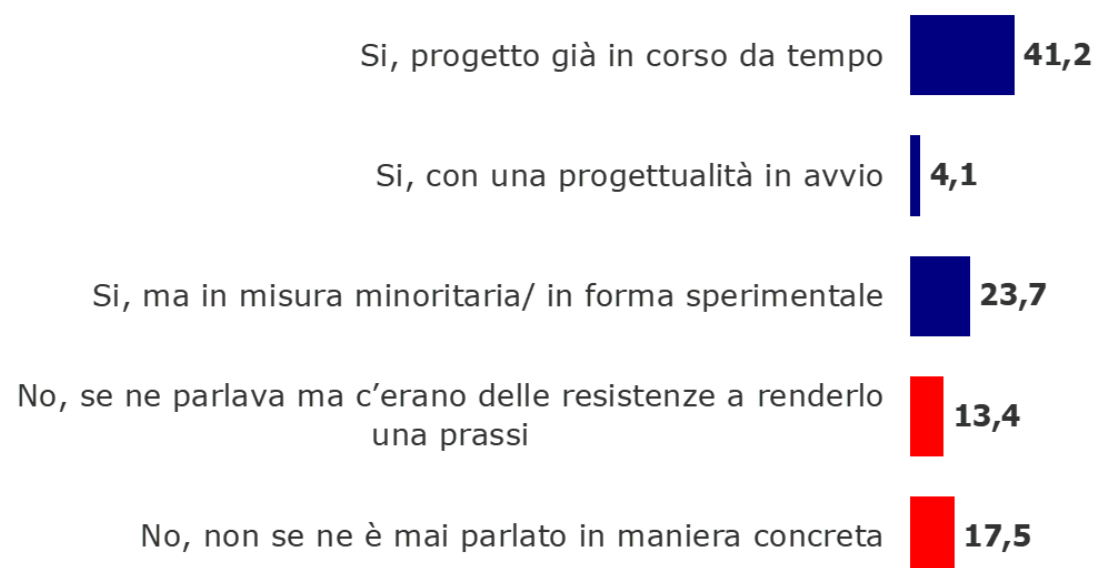 Si, progetto già in corso da tempo 41,2
Si, con una progettualità in avvio 4,1
Si, ma in misura minoritaria/ in forma sperimentale 23,7
No, se ne parlava ma c’erano delle resistenze a renderlo
una prassi 13,4
No, non se ne è mai parlato in maniera concreta 17,5